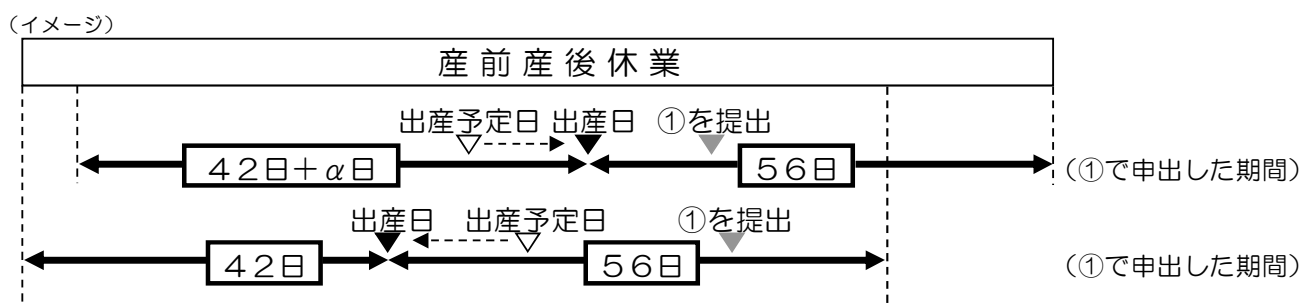 （イメージ）
産前産後休業
出産予定日 出産日 ①を提出
４２日＋α日 ５６日 （①で申出した期間）
出産日 出産予定日 ①を提出
４２日 ５６日 （①で申出した期間）